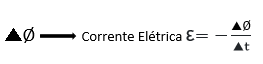 ▲Ø ⟶ Corrente Elétrica Ɛ= −▲Ø/▲t